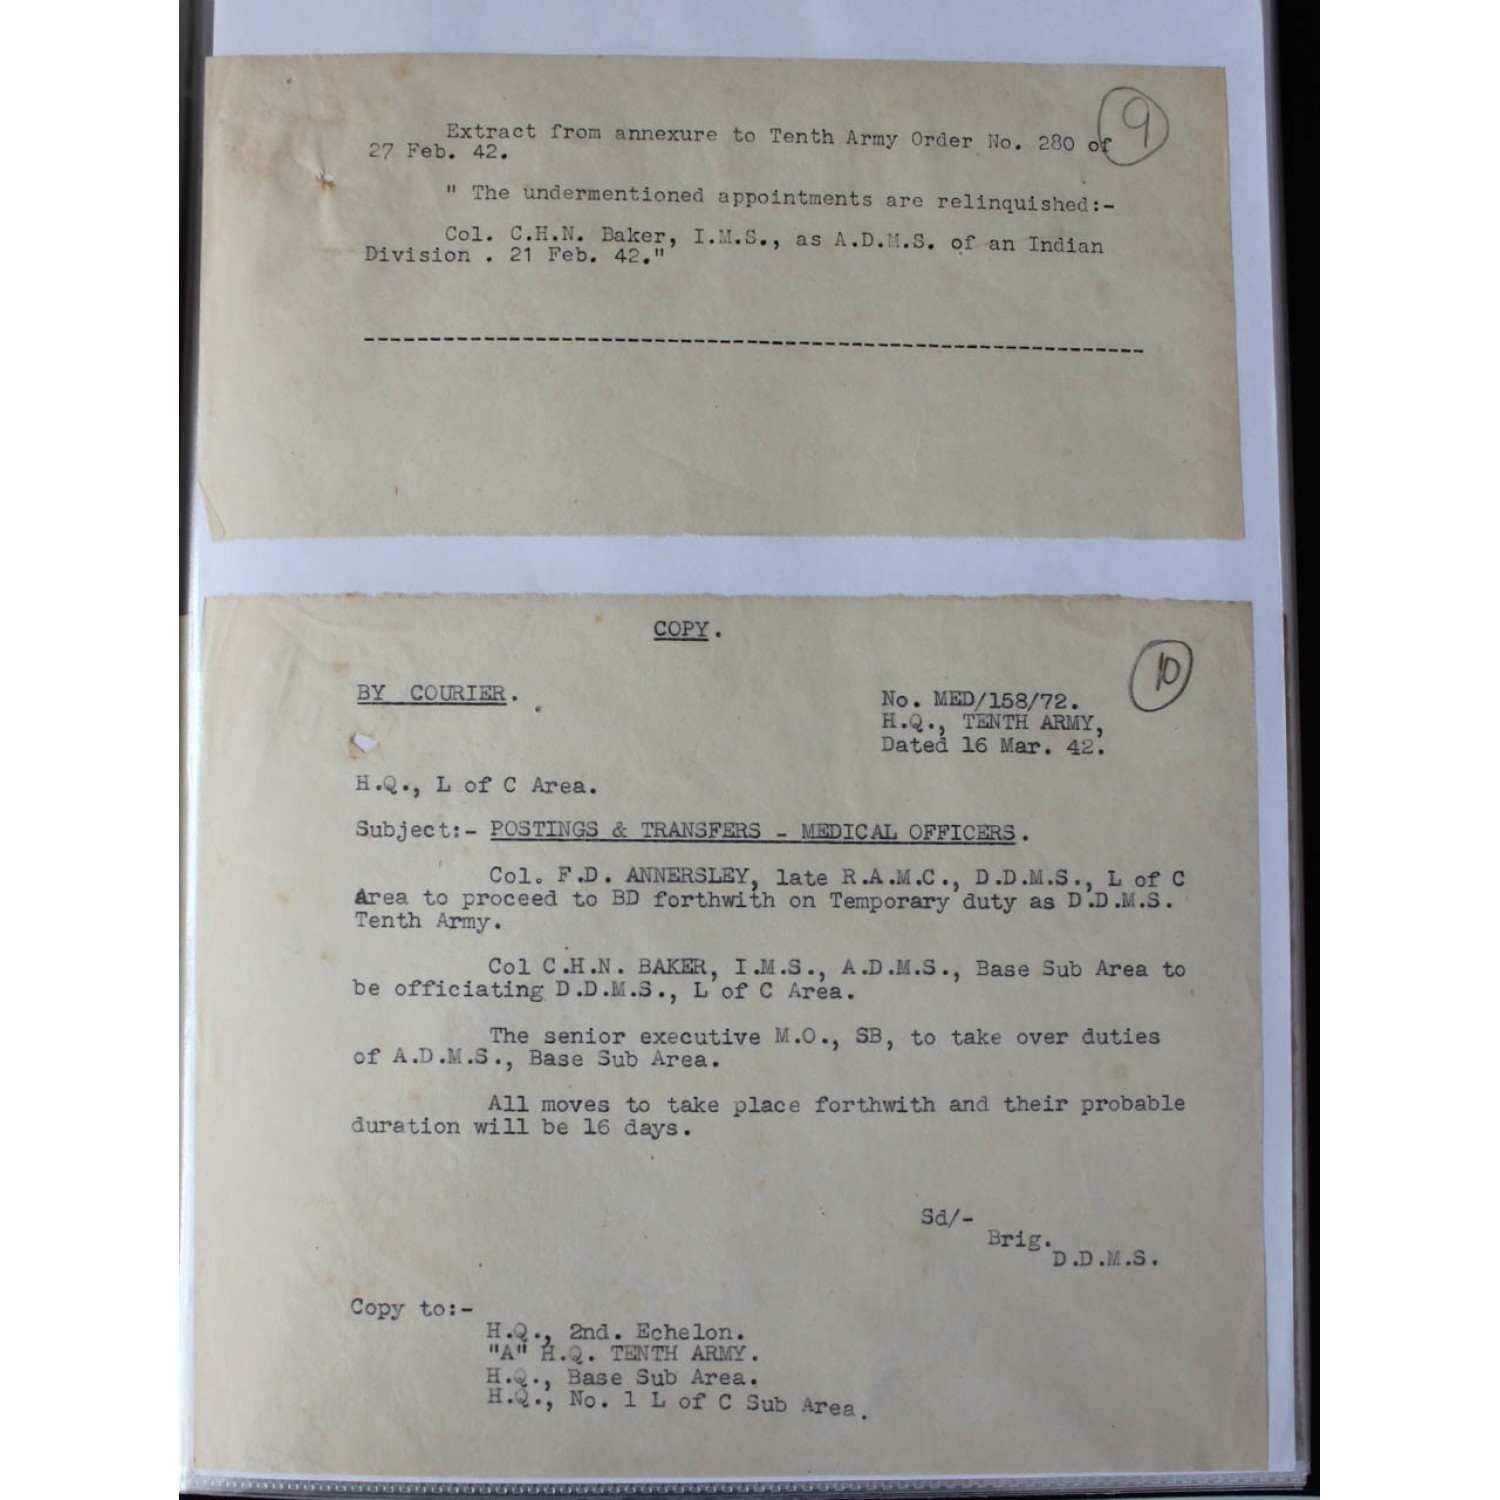 9
Extract from annexure to Tenth Army Order No. 280 of
27 Feb. 42.
" The undermentioned appointments are relinquished:-
Col. C.H.N. Baker, I.M.S., as A.D.M.S. of an Indian
Division . 21 Feb. 42."
COPY.
10
BY COURIER.
No. MED/158/72.
H.Q., TENTH ARMY,
Dated 16 Mar. 42.
H.Q., L of C Area.
Subject:- POSTINGS & TRANSFERS - MEDICAL OFFICERS.
Col. F.D. ANNERSLEY, late R.A.M.C., D.D.M.S., L of C
Area to proceed to BD forthwith on Temporary duty as D.D.M.S.
Tenth Army.
Col C.H.N. BAKER, I.M.S., A.D.M.S., Base Sub Area to
be officiating D.D.M.S., L of C Area.
The senior executive M.O., SB, to take over duties
of A.D.M.S., Base Sub Area.
All moves to take place forthwith and their probable
duration will be 16 days.
Sd/-
Brig.
D.D.M.S.
Copy to:-
H.Q., 2nd. Echelon.
"A" H.Q. TENTH ARMY.
H.Q., Base Sub Area.
H.Q., No. 1 L of C Sub Area.